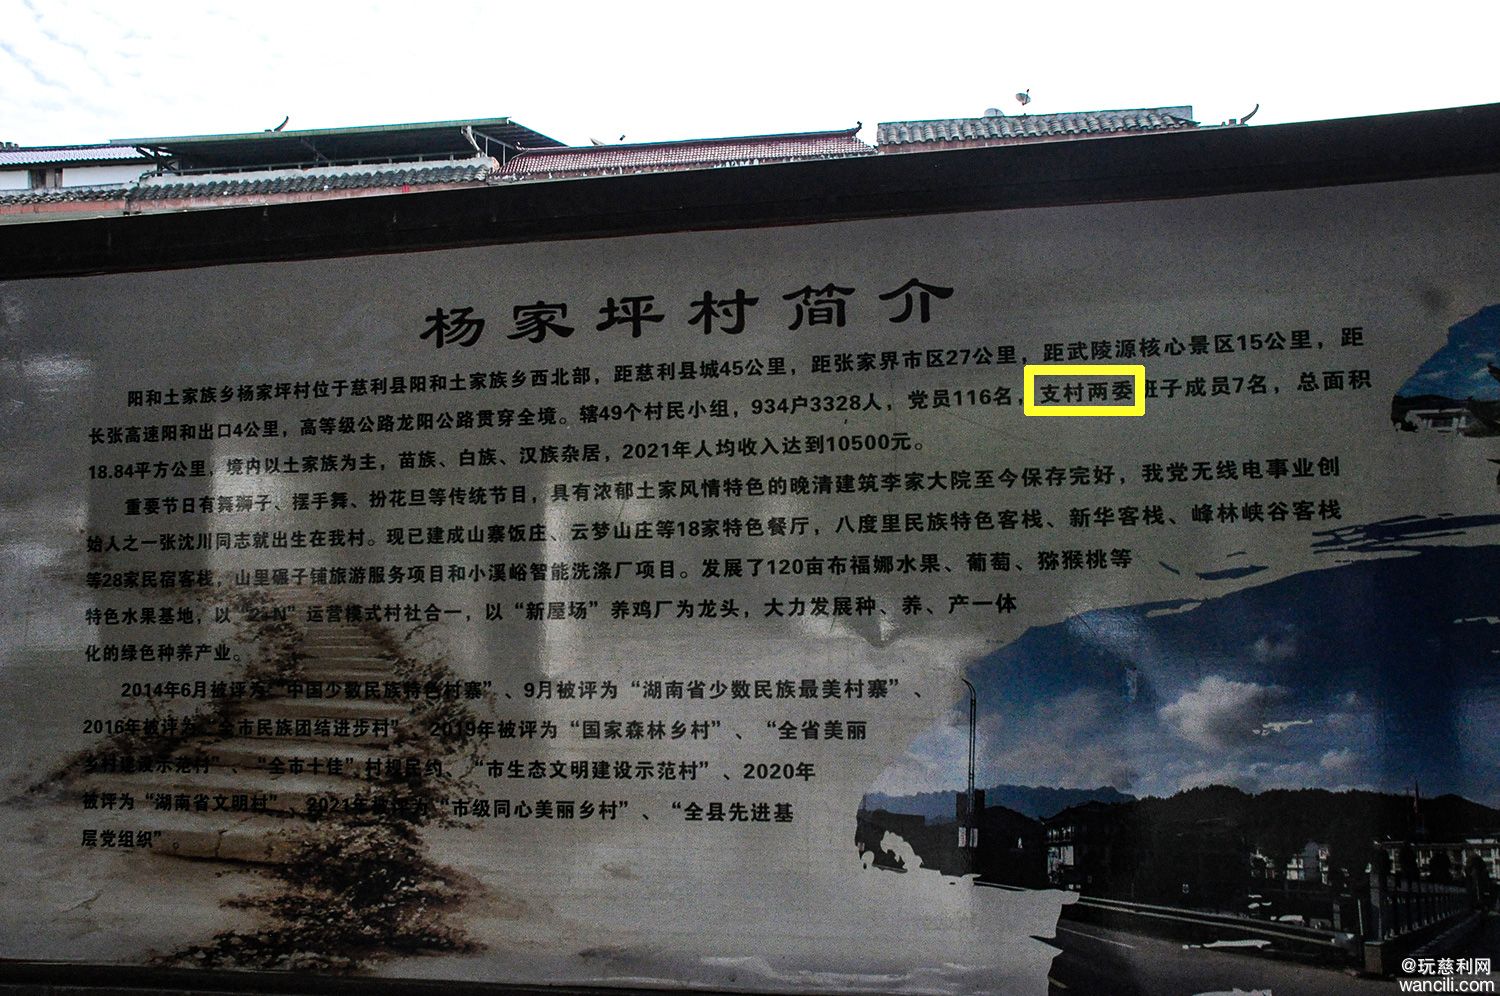 杨家坪村简介
阳和土家族乡杨家坪村位于慈利县阳和土家族乡西北部，距慈利县城45公里，距张家界市区27公里，距武陵源核心景区15公里，距
长张高速阳和出口4公里，高等级公路龙阳公路贯穿全境。辖49个村民小组，934户3328人，党员116名，支村两委班子成员7名，总面积
18.84平方公里，境内以土家族为主，苗族、白族、汉族杂居，2021年人均收入达到10500元。
重要节日有舞狮子、摆手舞、扮花旦等传统节目，具有浓郁土家风情特色的晚清建筑李家大院至今保存完好，我党无线电事业创
始人之一张沈川同志就出生在我村。现已建成山寨饭庄、云梦山庄等18家特色餐厅，八度里民族特色客栈、新华客栈、峰林峡谷客栈
等28家民宿客栈，山里碾子铺旅游服务项目和小溪峪智能洗涤厂项目。发展了120亩布福娜水果、葡萄、猕猴桃等
特色水果基地，以“2+N”运营模式村社合一，以“新屋场”养鸡厂为龙头，大力发展种、养、产一体
化的绿色种养产业。
2014年6月被评为“中国少数民族特色村寨”、9月被评为“湖南省少数民族最美村寨”、
2016年被评为“全市民族团结进步村”、2019年被评为“国家森林乡村”、“全省美丽
乡村建设示范村”、“全市十佳”村规民约、“市生态文明建设示范村”、2020年
被评为“湖南省文明村”、2021年被评为“市级同心美丽乡村”、“全县先进基
层党组织”。
@玩慈利网
wancili.com